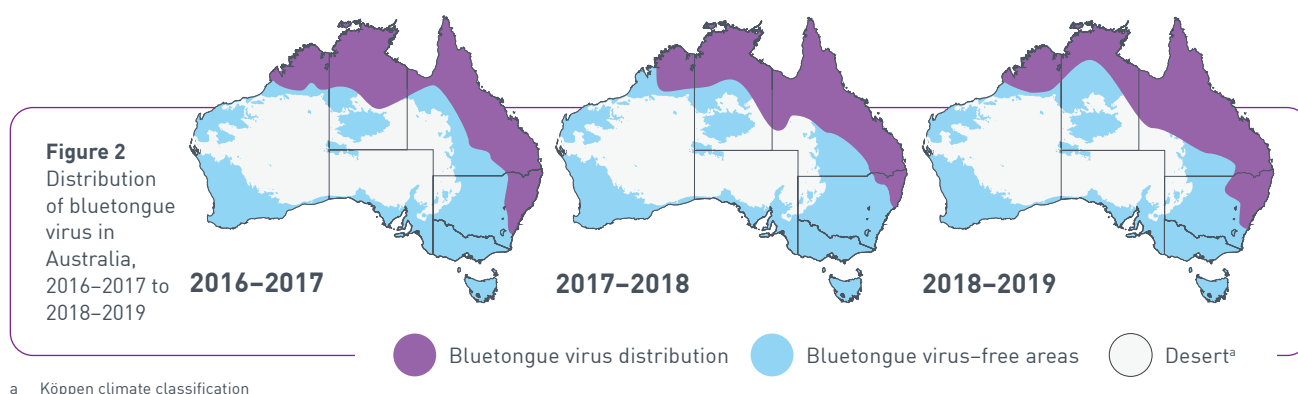 Figure 2
Distribution
of bluetongue
virus in
Australia,
2016–2017 to
2018–2019
2016–2017
2017–2018
2018–2019
Bluetongue virus distribution
Bluetongue virus–free areas
Desertᵃ
a Köppen climate classification